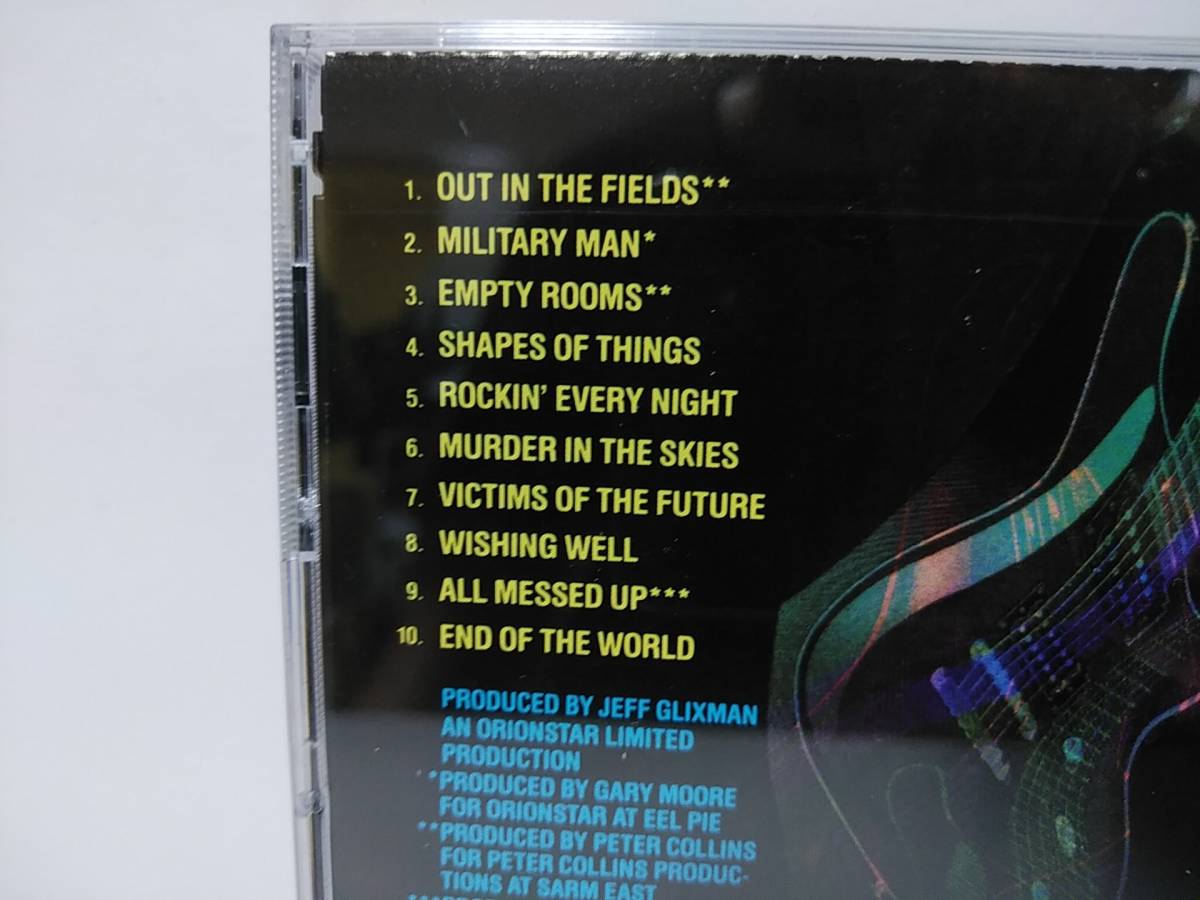 1. OUT IN THE FIELDS**
2. MILITARY MAN*
3. EMPTY ROOMS**
4. SHAPES OF THINGS
5. ROCKIN' EVERY NIGHT
6. MURDER IN THE SKIES
7. VICTIMS OF THE FUTURE
8. WISHING WELL
9. ALL MESSED UP***
10. END OF THE WORLD
PRODUCED BY JEFF GLIXMAN
AN ORIONSTAR LIMITED
PRODUCTION
*PRODUCED BY GARY MOORE
FOR ORIONSTAR AT EEL PIE
**PRODUCED BY PETER COLLINS
FOR PETER COLLINS PRODUC-
TIONS AT SARM EAST